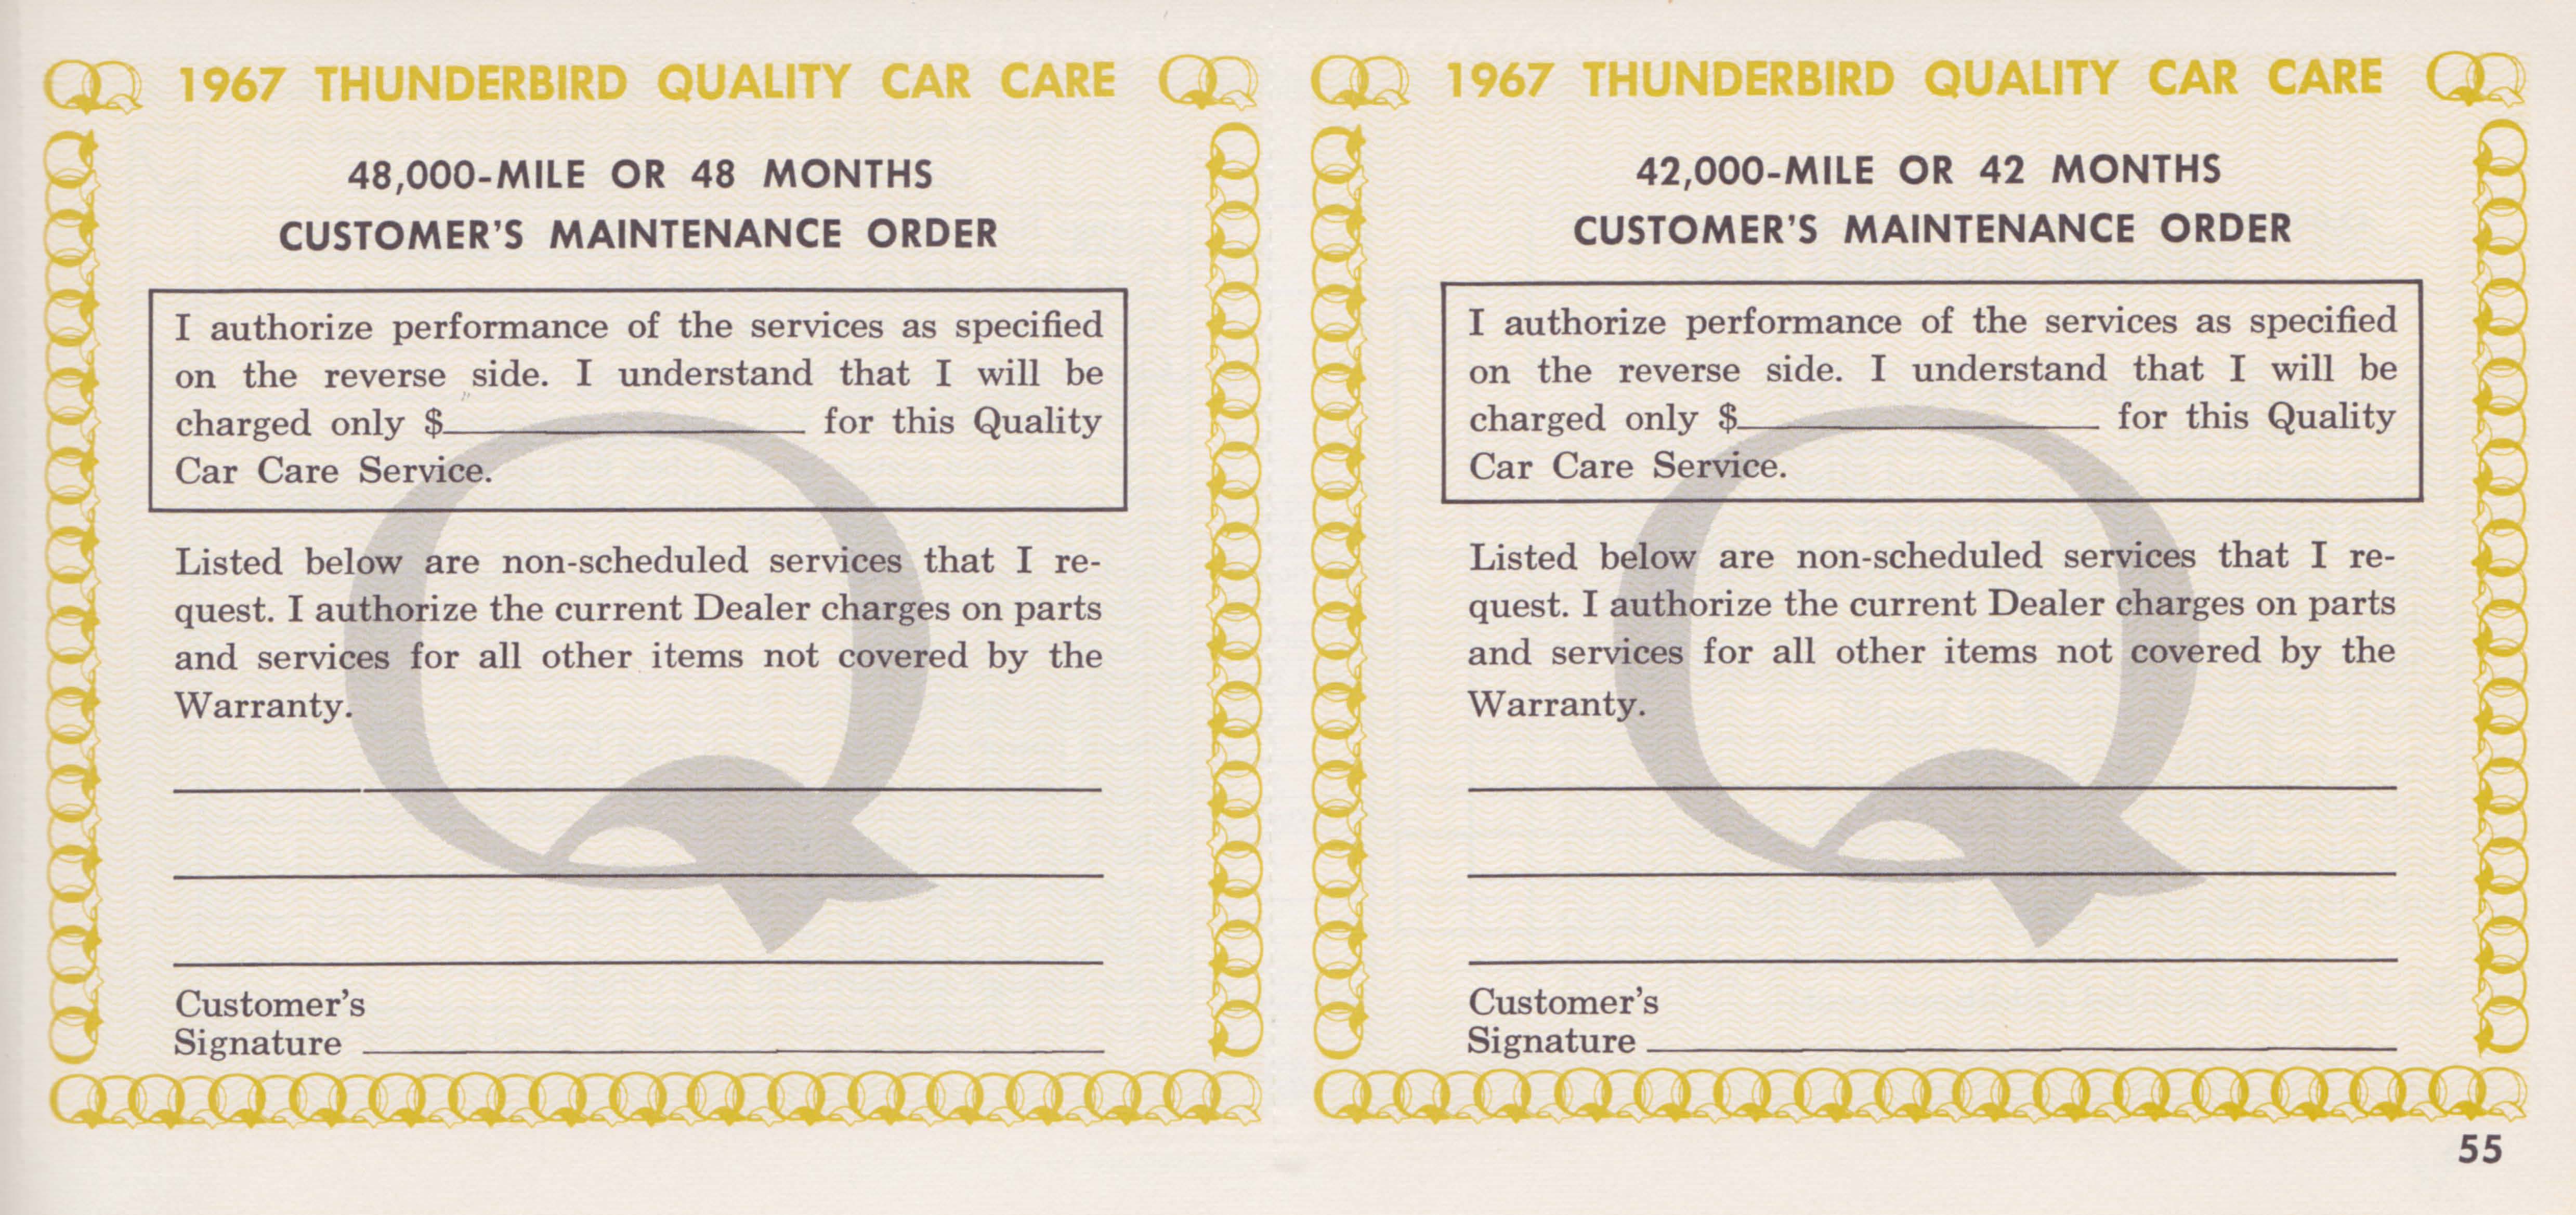 1967 THUNDERBIRD QUALITY CAR CARE
48,000-MILE OR 48 MONTHS
CUSTOMER'S MAINTENANCE ORDER
I authorize performance of the services as specified
on the reverse side. I understand that I will be
charged only $ for this Quality
Car Care Service.
Listed below are non-scheduled services that I re-
quest. I authorize the current Dealer charges on parts
and services for all other items not covered by the
Warranty.
Customer's
Signature
1967 THUNDERBIRD QUALITY CAR CARE
42,000-MILE OR 42 MONTHS
CUSTOMER'S MAINTENANCE ORDER
I authorize performance of the services as specified
on the reverse side. I understand that I will be
charged only $ for this Quality
Car Care Service.
Listed below are non-scheduled services that I re-
quest. I authorize the current Dealer charges on parts
and services for all other items not covered by the
Warranty.
Customer's
Signature
55